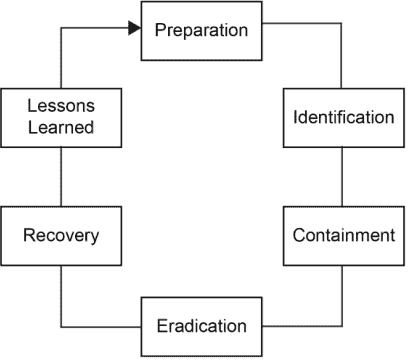 Preparation
Identification
Containment
Eradication
Recovery
Lessons
Learned